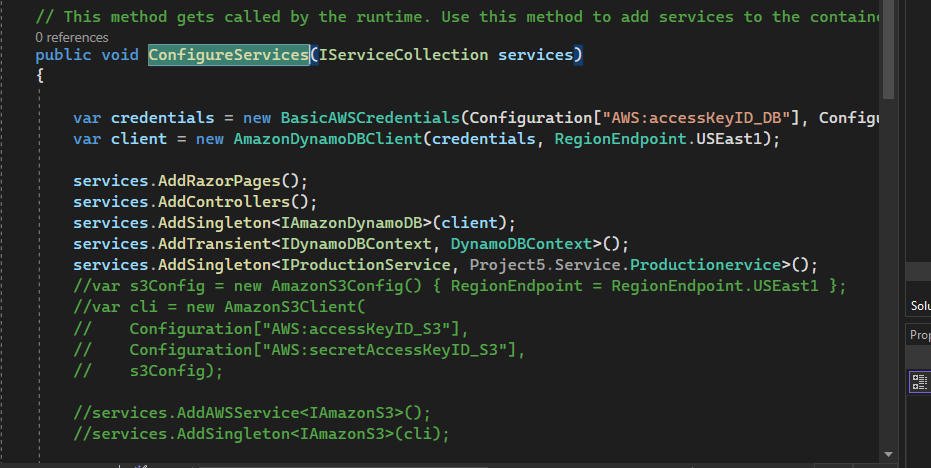 // This method gets called by the runtime. Use this method to add services to the
0 references
public void ConfigureServices(IServiceCollection services)
{
var credentials = new BasicAWSCredentials(Configuration["AWS:accessKeyID_DB"],
var client = new AmazonDynamoDBClient(credentials, RegionEndpoint.USEast1);
services.AddRazorPages();
services.AddControllers();
services.AddSingleton<IAmazonDynamoDB>(client);
services.AddTransient<IDynamoDBContext, DynamoDBContext>();
services.AddSingleton<IProductionService, Project5.Service.Productionervice>();
//var s3Config = new AmazonS3Config() { RegionEndpoint = RegionEndpoint.USEast1 };
//var cli = new AmazonS3Client(
//    Configuration["AWS:accessKeyID_S3"],
//    Configuration["AWS:secretAccessKeyID_S3"],
//    s3Config);
//services.AddAWSService<IAmazonS3>();
//services.AddSingleton<IAmazonS3>(cli);